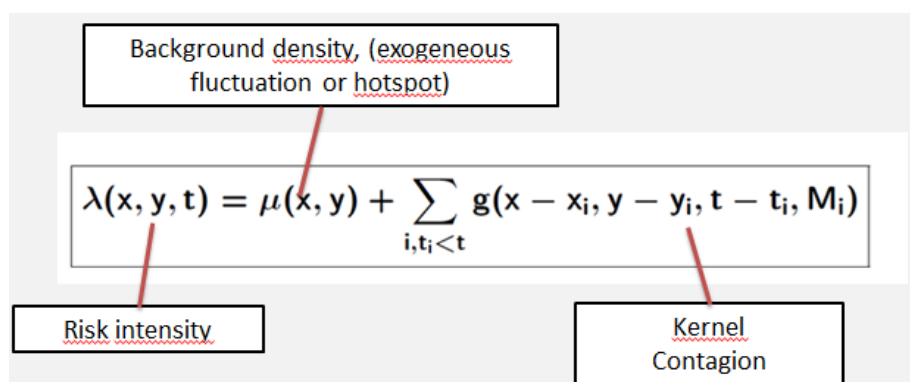 Background density, (exogeneous
fluctuation or hotspot)
λ(x, y, t) = μ(x, y) + ∑ g(x − xᵢ, y − yᵢ, t − tᵢ, Mᵢ)
i,tᵢ<t
Risk intensity
Kernel
Contagion